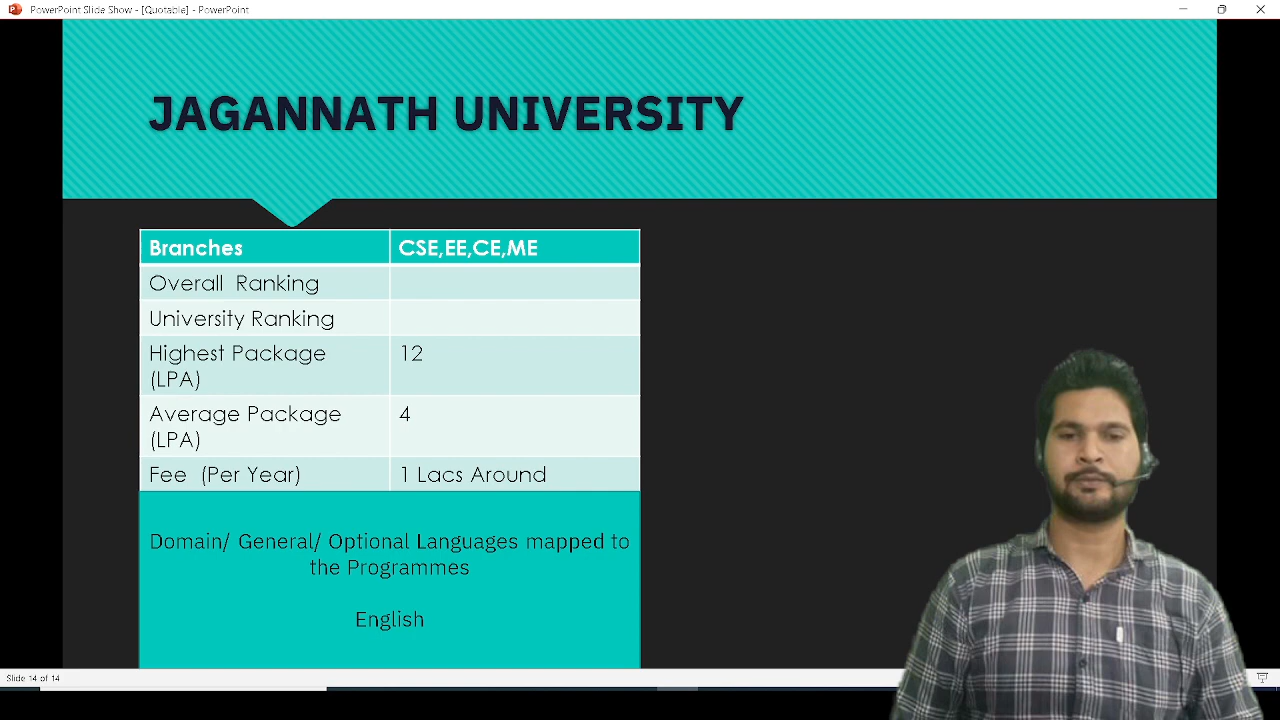 PowerPoint Slide Show - [Quotable] - PowerPoint
JAGANNATH UNIVERSITY
Branches CSE,EE,CE,ME
Overall Ranking
University Ranking
Highest Package 12
(LPA)
Average Package 4
(LPA)
Fee (Per Year) 1 Lacs Around
Domain/ General/ Optional Languages mapped to
the Programmes
English
Slide 14 of 14